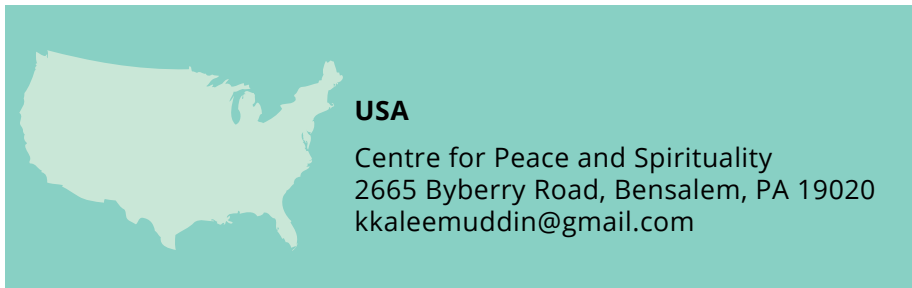 USA
Centre for Peace and Spirituality
2665 Byberry Road, Bensalem, PA 19020
kkaleemuddin@gmail.com